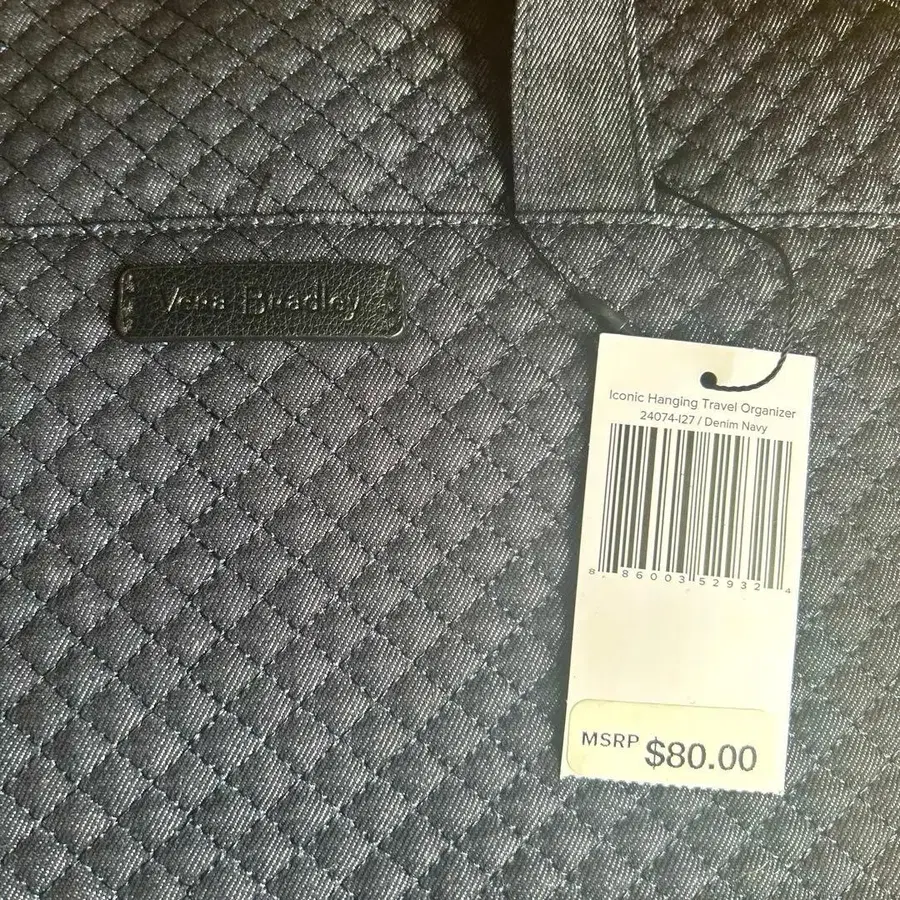 Vera Bradley
Iconic Hanging Travel Organizer
24074-I27 / Denim Navy
8 86003 52932 4
MSRP $80.00